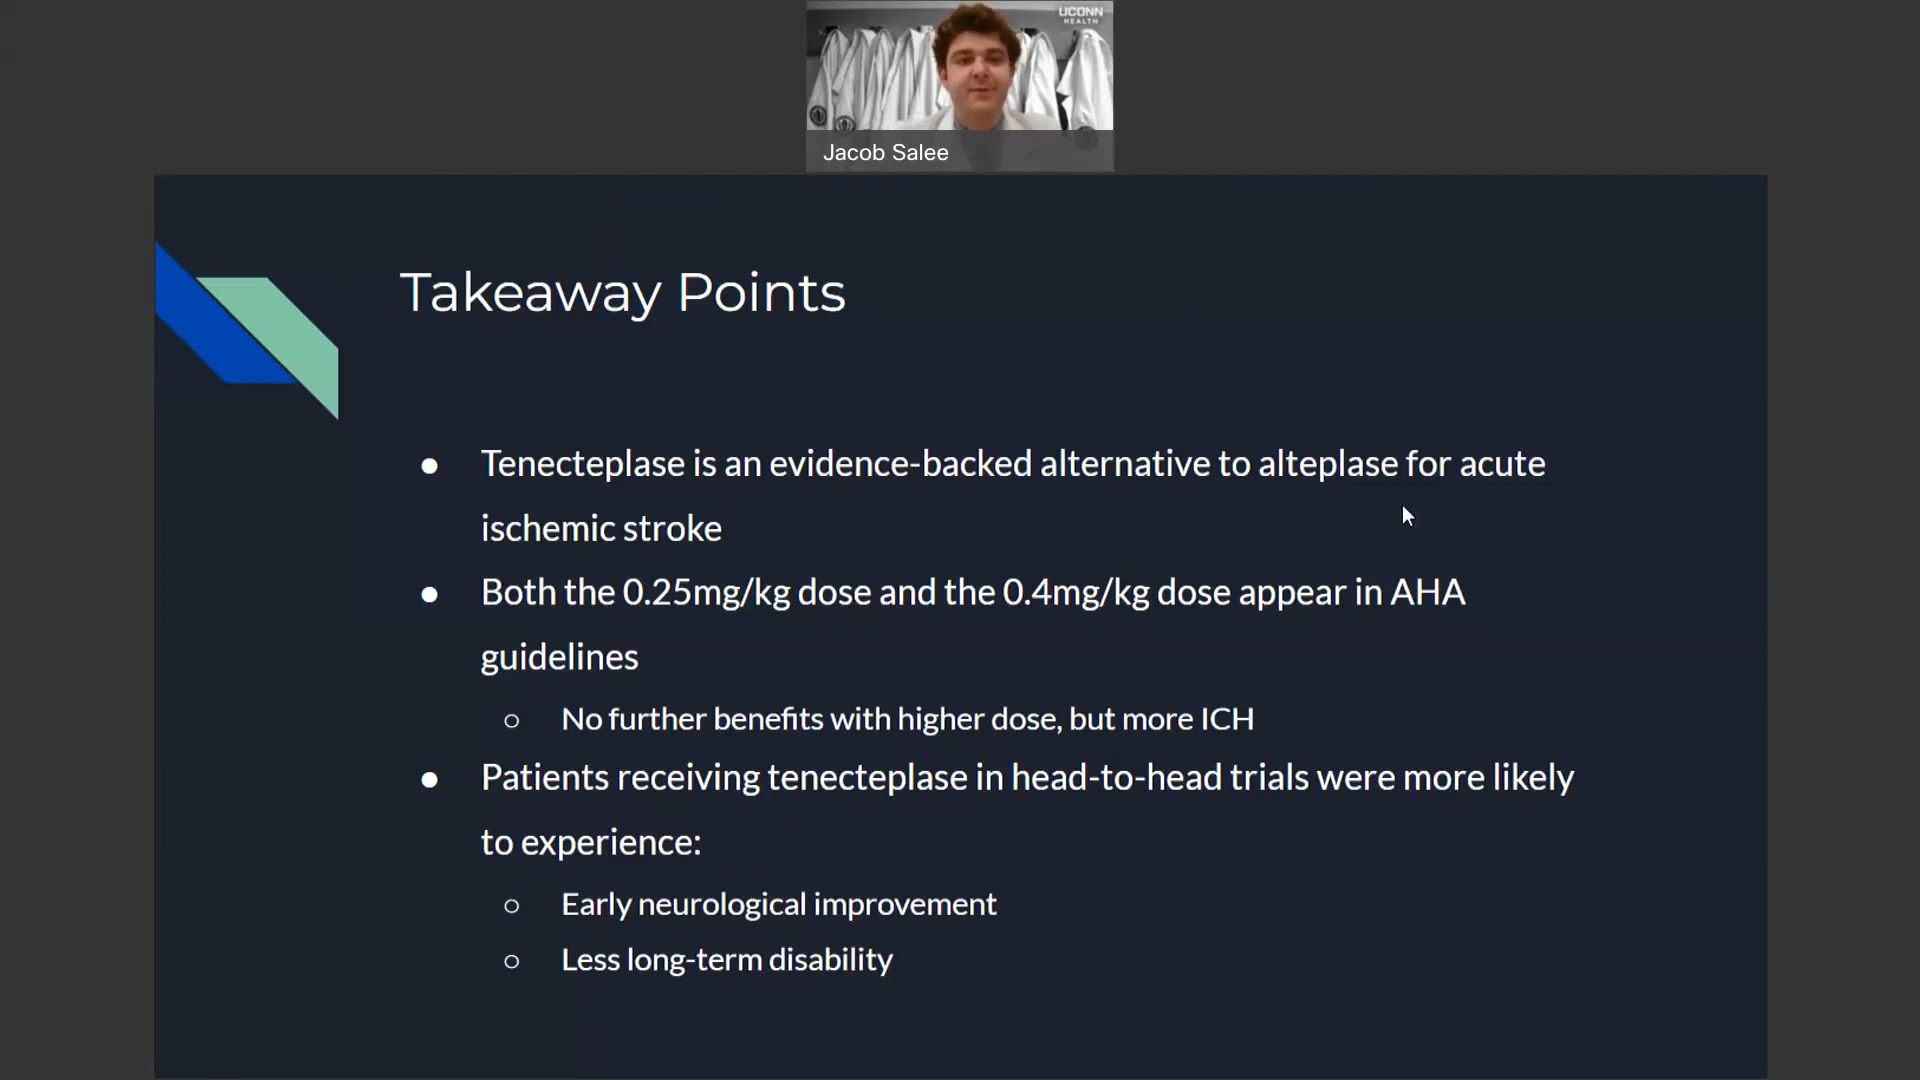 UCONN
HEALTH
Jacob Salee
Takeaway Points
● Tenecteplase is an evidence-backed alternative to alteplase for acute
ischemic stroke
● Both the 0.25mg/kg dose and the 0.4mg/kg dose appear in AHA
guidelines
○ No further benefits with higher dose, but more ICH
● Patients receiving tenecteplase in head-to-head trials were more likely
to experience:
○ Early neurological improvement
○ Less long-term disability